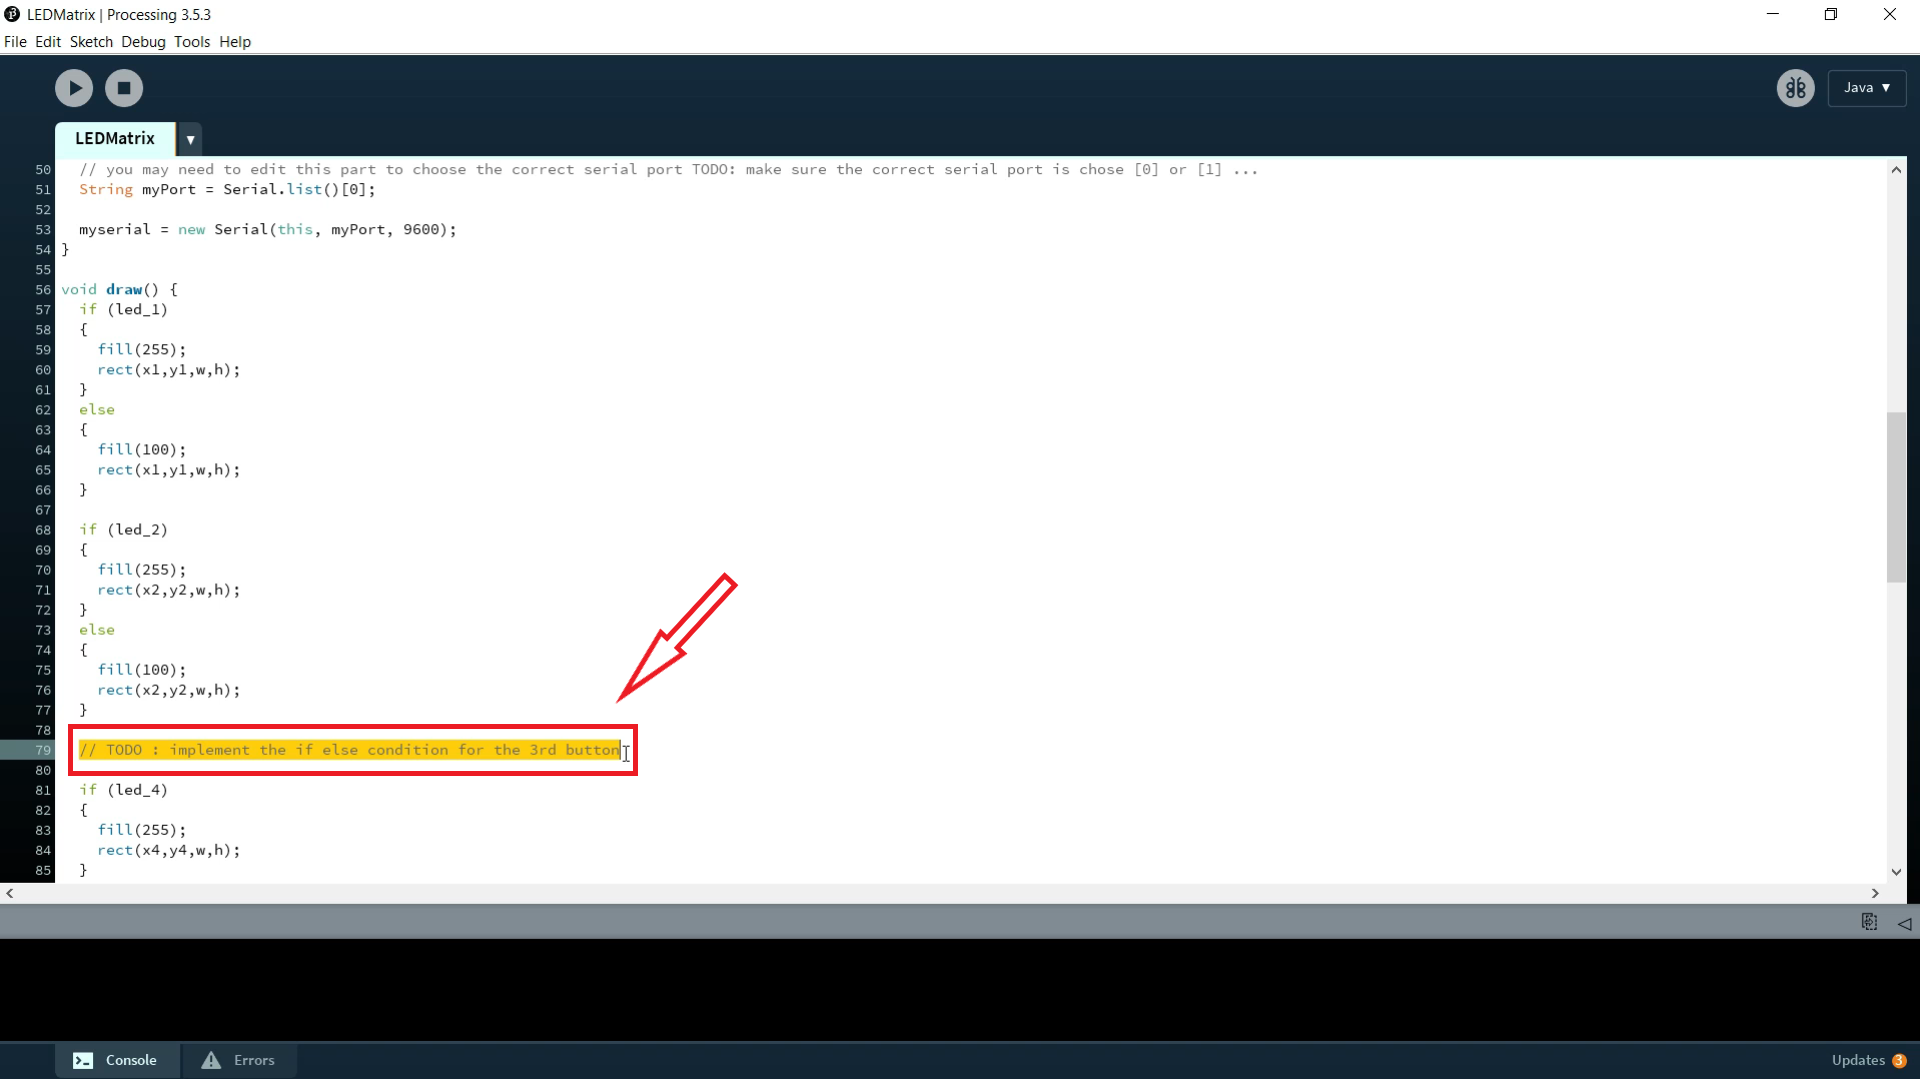 LEDMatrix | Processing 3.5.3
File Edit Sketch Debug Tools Help
Java ▼
LEDMatrix ▼
50 // you may need to edit this part to choose the correct serial port TODO: make sure the correct serial port is chose [0] or [1] ...
51 String myPort = Serial.list()[0];
52
53 myserial = new Serial(this, myPort, 9600);
54 }
55
56 void draw() {
57 if (led_1)
58 {
59 fill(255);
60 rect(x1,y1,w,h);
61 }
62 else
63 {
64 fill(100);
65 rect(x1,y1,w,h);
66 }
67
68 if (led_2)
69 {
70 fill(255);
71 rect(x2,y2,w,h);
72 }
73 else
74 {
75 fill(100);
76 rect(x2,y2,w,h);
77 }
78
79 // TODO : implement the if else condition for the 3rd button
80
81 if (led_4)
82 {
83 fill(255);
84 rect(x4,y4,w,h);
85 }
Console Errors Updates 3